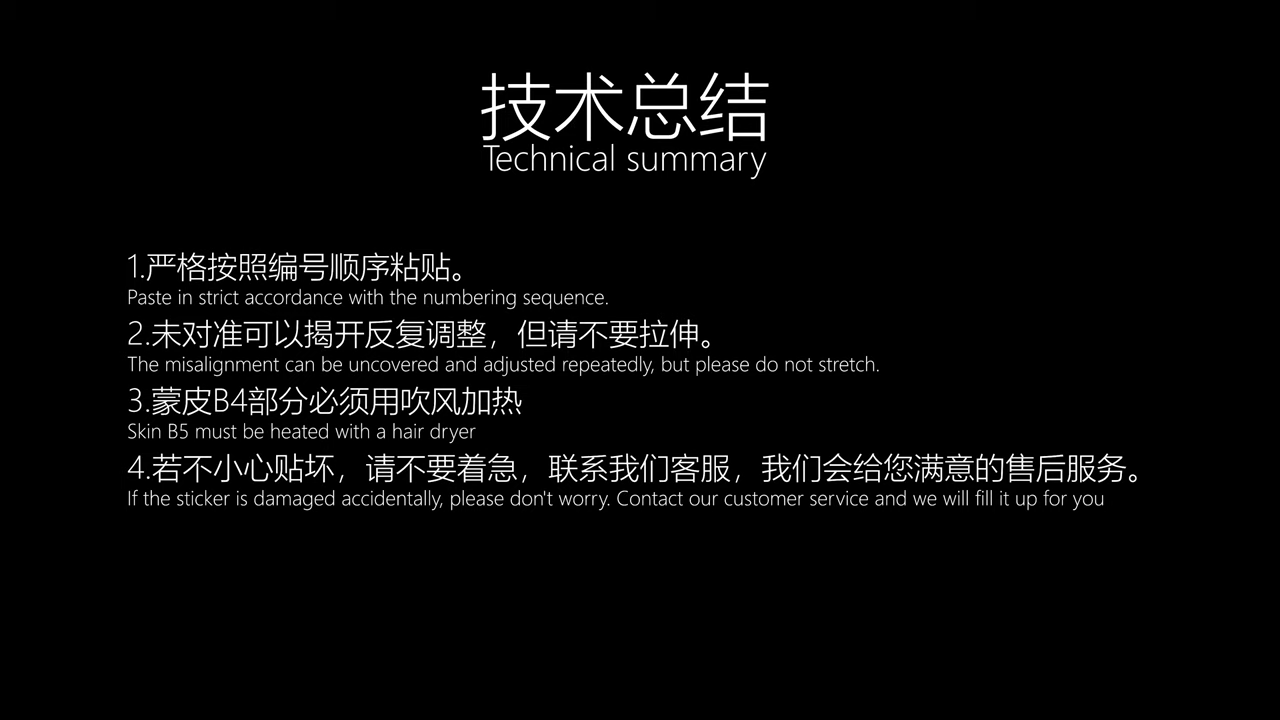 技术总结
Technical summary
1.严格按照编号顺序粘贴。
Paste in strict accordance with the numbering sequence.
2.未对准可以揭开反复调整，但请不要拉伸。
The misalignment can be uncovered and adjusted repeatedly, but please do not stretch.
3.蒙皮B4部分必须用吹风加热
Skin B5 must be heated with a hair dryer
4.若不小心贴坏，请不要着急，联系我们客服，我们会给您满意的售后服务。
If the sticker is damaged accidentally, please don't worry. Contact our customer service and we will fill it up for you